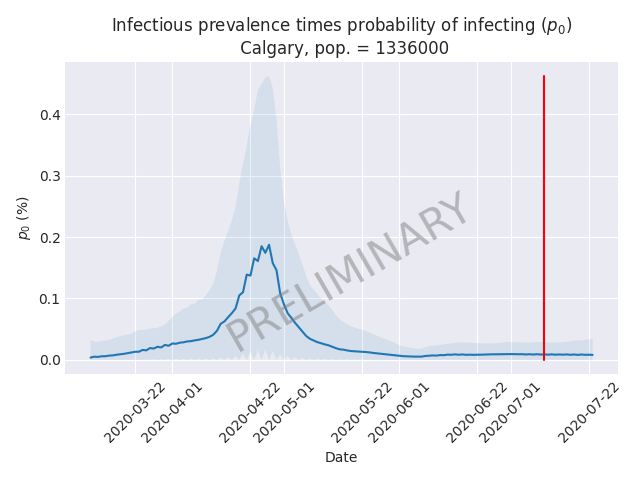 Infectious prevalence times probability of infecting (p₀)
Calgary, pop. = 1336000
p₀ (%)
0.4
0.3
0.2
0.1
0.0
PRELIMINARY
2020-03-22
2020-04-01
2020-04-22
2020-05-01
2020-05-22
2020-06-01
2020-06-22
2020-07-01
2020-07-22
Date